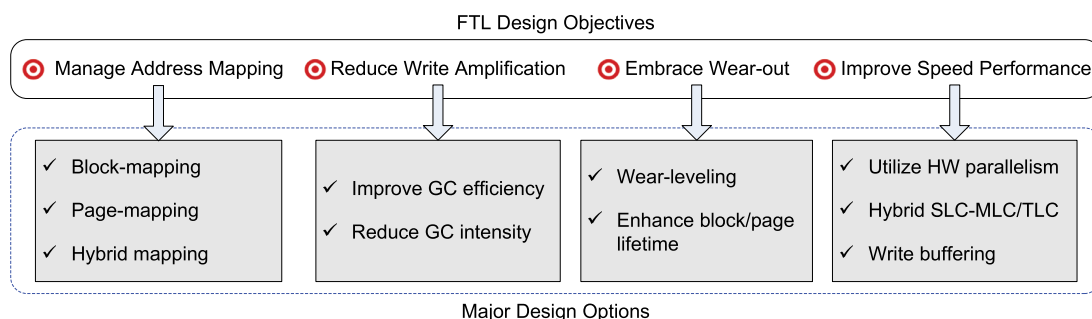 FTL Design Objectives
Manage Address Mapping
Reduce Write Amplification
Embrace Wear-out
Improve Speed Performance
✓ Block-mapping
✓ Page-mapping
✓ Hybrid mapping
✓ Improve GC efficiency
✓ Reduce GC intensity
✓ Wear-leveling
✓ Enhance block/page
lifetime
✓ Utilize HW parallelism
✓ Hybrid SLC-MLC/TLC
✓ Write buffering
Major Design Options